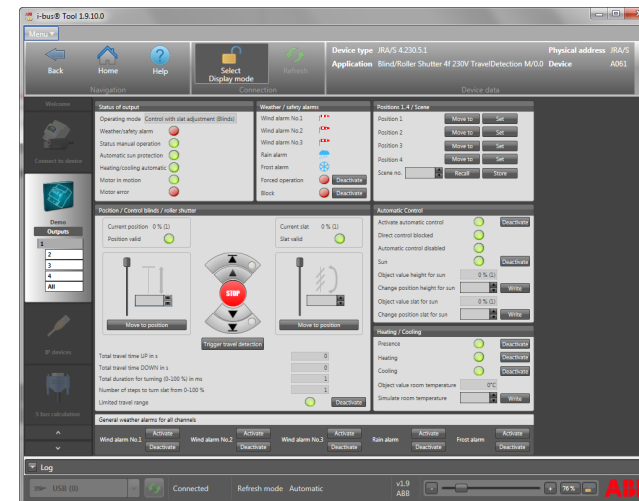 i-bus® Tool 1.9.10.0
Menu
Back
Home
Help
Navigation
Select Display mode
Refresh
Connection
Device type JRA/S 4.230.5.1
Physical address JRA/S
Application Blind/Roller Shutter 4f 230V TravelDetection M/0.0
Device A061
Device data
Welcome
Connect to device
Demo
Outputs
1
2
3
4
All
IP devices
S bus calculation
Status of output
Operating mode Control with slat adjustment (Blinds)
Weather/safety alarm
Status manual operation
Automatic sun protection
Heating/cooling automatic
Motor in motion
Motor error
Weather / safety alarms
Wind alarm No.1
Wind alarm No.2
Wind alarm No.3
Rain alarm
Frost alarm
Forced operation Deactivate
Block Deactivate
Positions 1..4 / Scene
Position 1 Move to Set
Position 2 Move to Set
Position 3 Move to Set
Position 4 Move to Set
Scene no. Recall Store
Position / Control blinds / roller shutter
Current position 0 % (1)
Position valid
Current slat 0 % (1)
Slat valid
STOP
Move to position
Move to position
Trigger travel detection
Total travel time UP in s 0
Total travel time DOWN in s 0
Total duration for turning (0-100 %) in ms 1
Number of steps to turn slat from 0-100 % 1
Limited travel range Deactivate
Automatic Control
Activate automatic control Deactivate
Direct control blocked
Automatic control disabled
Sun Deactivate
Object value height for sun 0 % (1)
Change position height for sun Write
Object value slat for sun 0 % (1)
Change position slat for sun Write
Heating / Cooling
Presence Deactivate
Heating Deactivate
Cooling Deactivate
Object value room temperature 0°C
Simulate room temperature Write
General weather alarms for all channels
Wind alarm No.1 Activate Deactivate
Wind alarm No.2 Activate Deactivate
Wind alarm No.3 Activate Deactivate
Rain alarm Activate Deactivate
Frost alarm Activate Deactivate
Log
USB (0)
Connected
Refresh mode Automatic
v1.9
ABB
76%
ABB